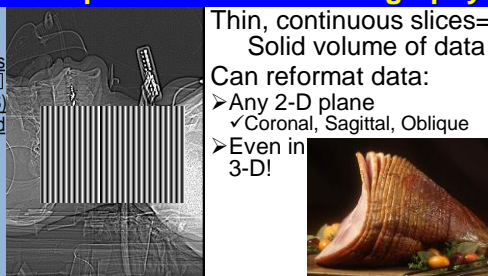 Thin, continuous slices=
Solid volume of data
Can reformat data:
➢Any 2-D plane
✓Coronal, Sagittal, Oblique
➢Even in
3-D!